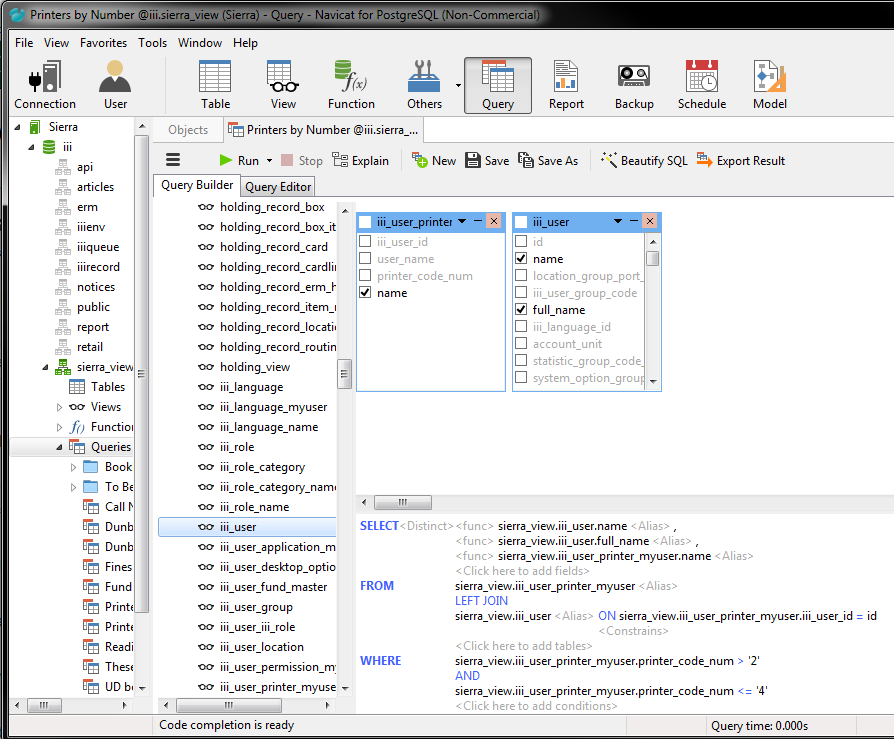 Printers by Number @iii.sierra_view (Sierra) - Query - Navicat for PostgreSQL (Non-Commercial)
File View Favorites Tools Window Help
Connection User Table View Function Others Query Report Backup Schedule Model
Objects Printers by Number @iii.sierra_...
Run Stop Explain New Save Save As Beautify SQL Export Result
Query Builder Query Editor
Sierra
iii
api
articles
erm
iiienv
iiiqueue
iiirecord
notices
public
report
retail
sierra_view
Tables
Views
Function
Queries
Book
To Be
Call N
Dunb
Dunb
Fines
Fund
Printe
Printe
Readi
These
UD b
holding_record_box
holding_record_box_it
holding_record_card
holding_record_cardlin
holding_record_erm_h
holding_record_item_r
holding_record_locatio
holding_record_routin
holding_view
iii_language
iii_language_myuser
iii_language_name
iii_role
iii_role_category
iii_role_category_name
iii_role_name
iii_user
iii_user_application_m
iii_user_desktop_optio
iii_user_fund_master
iii_user_group
iii_user_iii_role
iii_user_location
iii_user_permission_my
iii_user_printer_myuse
iii_user_printer
iii_user_id
user_name
printer_code_num
name
iii_user
id
name
location_group_port_
iii_user_group_code
full_name
iii_language_id
account_unit
statistic_group_code_
system_option_group
SELECT <Distinct> <func> sierra_view.iii_user.name <Alias> ,
<func> sierra_view.iii_user.full_name <Alias> ,
<func> sierra_view.iii_user_printer_myuser.name <Alias>
<Click here to add fields>
FROM sierra_view.iii_user_printer_myuser <Alias>
LEFT JOIN
sierra_view.iii_user <Alias> ON sierra_view.iii_user_printer_myuser.iii_user_id = id
<Constrains>
<Click here to add tables>
WHERE sierra_view.iii_user_printer_myuser.printer_code_num > '2'
AND
sierra_view.iii_user_printer_myuser.printer_code_num <= '4'
<Click here to add conditions>
Code completion is ready Query time: 0.000s